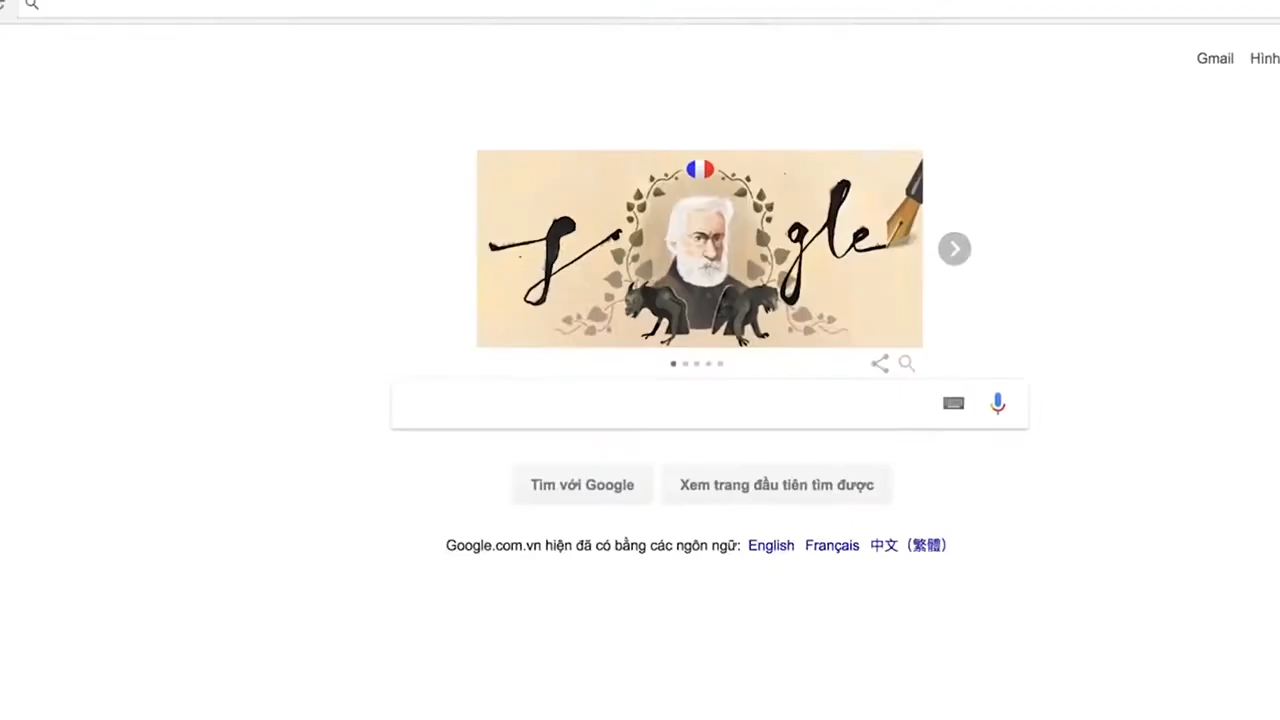 Gmail Hình
Google
Tìm với Google Xem trang đầu tiên tìm được
Google.com.vn hiện đã có bằng các ngôn ngữ: English Français 中文（繁體）